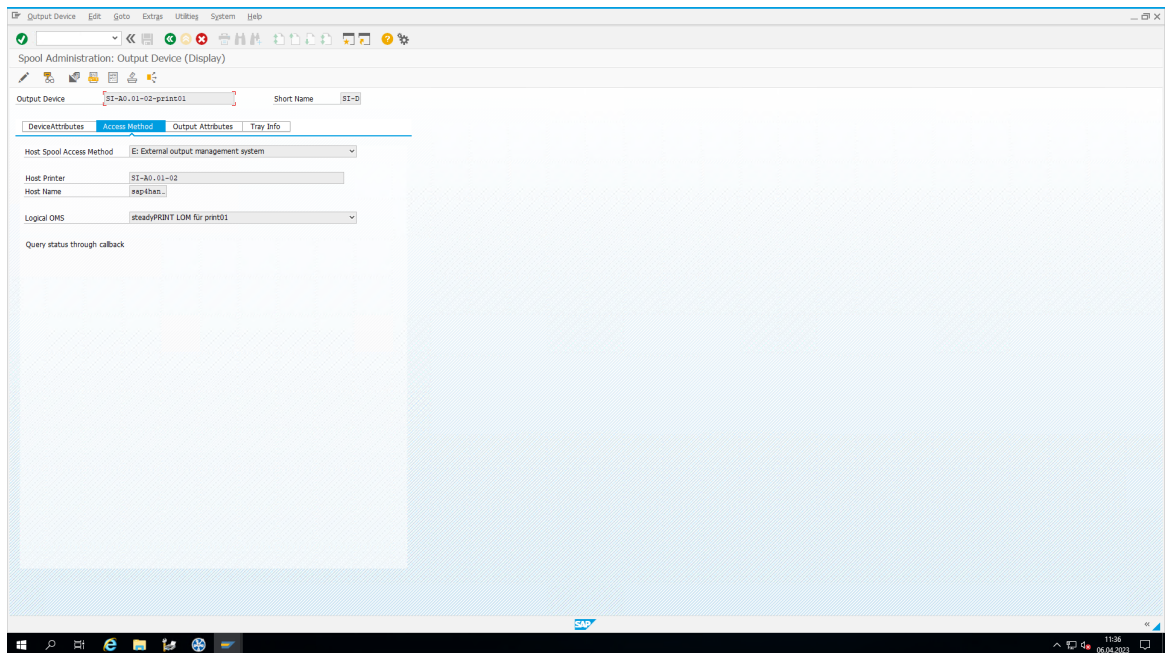 Output Device Edit Goto Extras Utilities System Help
Spool Administration: Output Device (Display)
Output Device SI-A0.01-02-print01 Short Name SI-D
DeviceAttributes Access Method Output Attributes Tray Info
Host Spool Access Method E: External output management system
Host Printer SI-A0.01-02
Host Name sap4han_
Logical OMS steadyPRINT LOM für print01
Query status through callback
SAP
11:36
06.04.2023